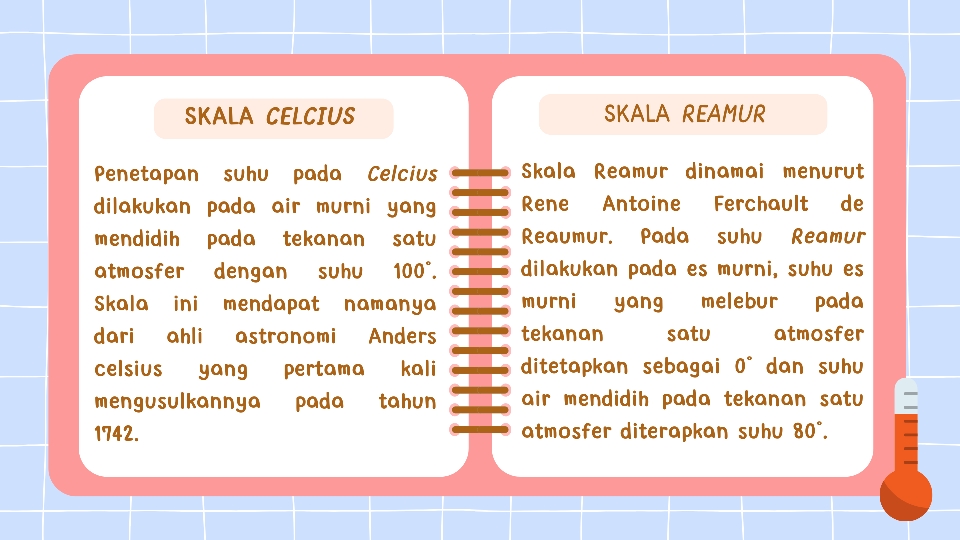 SKALA CELCIUS
Penetapan suhu pada Celcius
dilakukan pada air murni yang
mendidih pada tekanan satu
atmosfer dengan suhu 100°.
Skala ini mendapat namanya
dari ahli astronomi Anders
celsius yang pertama kali
mengusulkannya pada tahun
1742.
SKALA REAMUR
Skala Reamur dinamai menurut
Rene Antoine Ferchault de
Reaumur. Pada suhu Reamur
dilakukan pada es murni, suhu es
murni yang melebur pada
tekanan satu atmosfer
ditetapkan sebagai 0° dan suhu
air mendidih pada tekanan satu
atmosfer diterapkan suhu 80°.